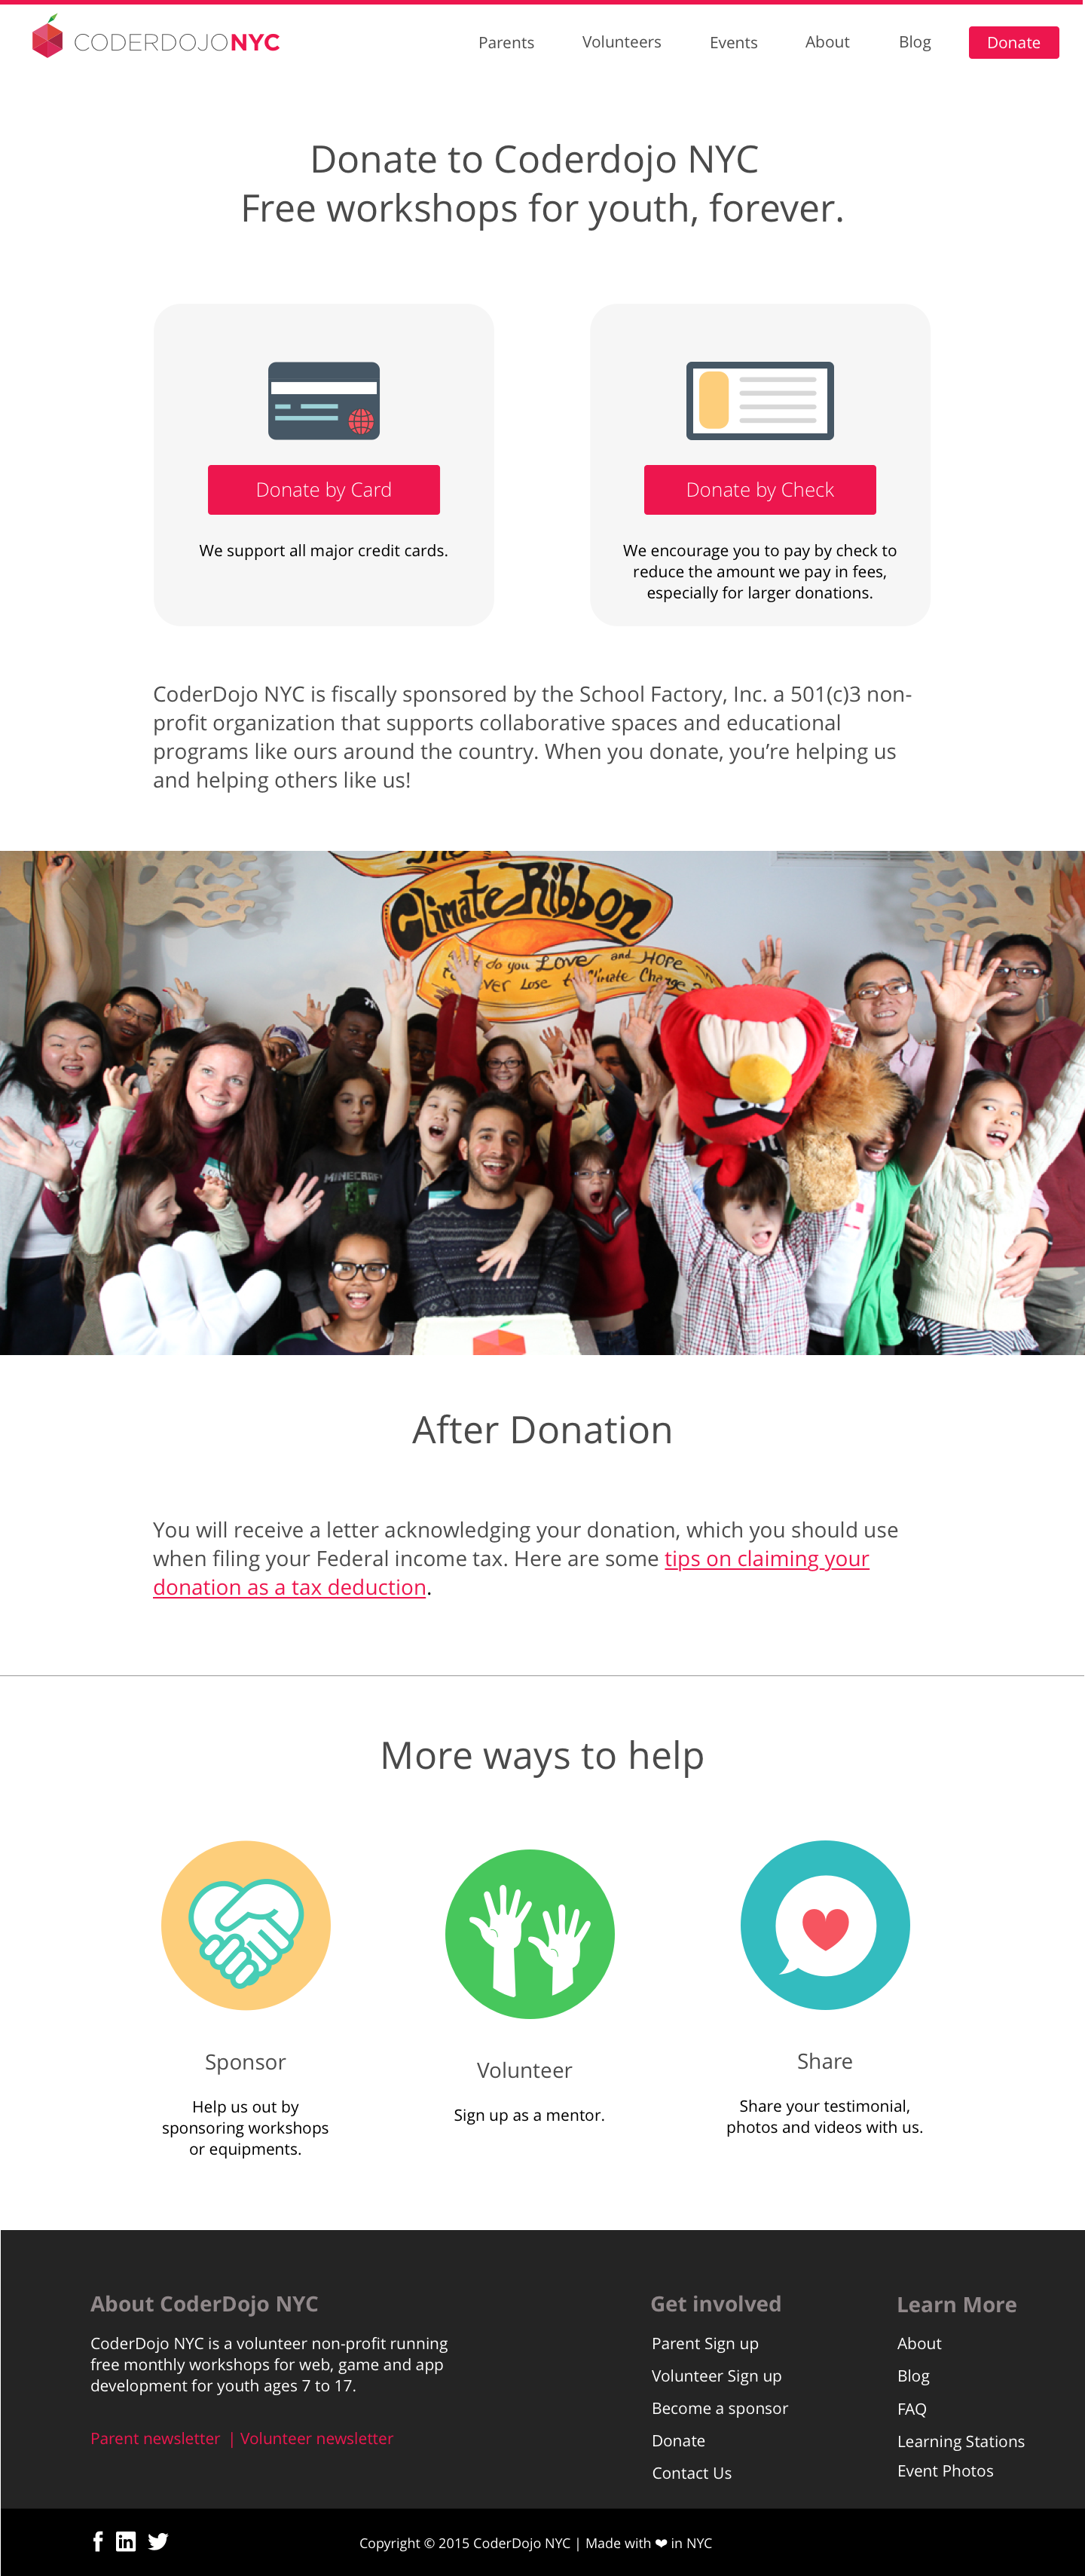 CODERDOJONYC
Parents
Volunteers
Events
About
Blog
Donate
Donate to Coderdojo NYC
Free workshops for youth, forever.
Donate by Card
We support all major credit cards.
Donate by Check
We encourage you to pay by check to
reduce the amount we pay in fees,
especially for larger donations.
CoderDojo NYC is fiscally sponsored by the School Factory, Inc. a 501(c)3 non-
profit organization that supports collaborative spaces and educational
programs like ours around the country. When you donate, you’re helping us
and helping others like us!
The
Climate Ribbon
do you Love and Hope
Lose to Climate Change?
MINECRAFT
After Donation
You will receive a letter acknowledging your donation, which you should use
when filing your Federal income tax. Here are some tips on claiming your
donation as a tax deduction.
More ways to help
Sponsor
Help us out by
sponsoring workshops
or equipments.
Volunteer
Sign up as a mentor.
Share
Share your testimonial,
photos and videos with us.
About CoderDojo NYC
CoderDojo NYC is a volunteer non-profit running
free monthly workshops for web, game and app
development for youth ages 7 to 17.
Parent newsletter | Volunteer newsletter
Get involved
Parent Sign up
Volunteer Sign up
Become a sponsor
Donate
Contact Us
Learn More
About
Blog
FAQ
Learning Stations
Event Photos
Copyright © 2015 CoderDojo NYC | Made with ❤ in NYC